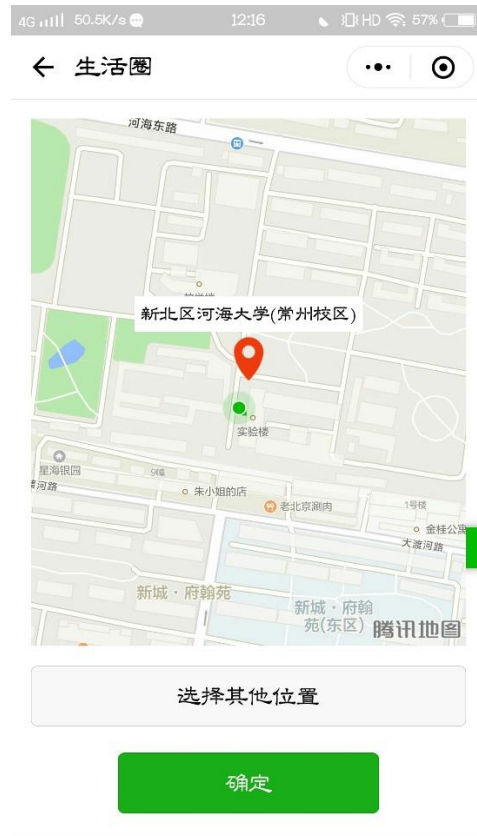 4G 50.5K/s 12:16 HD 57%
生活圈
河海东路
新北区河海大学(常州校区)
实验楼
星海银园
9幢
朱小姐的店
老北京涮肉
1号楼
金桂公寓
大渡河路
新城·府翰苑
新城·府翰
苑(东区)
腾讯地图
选择其他位置
确定